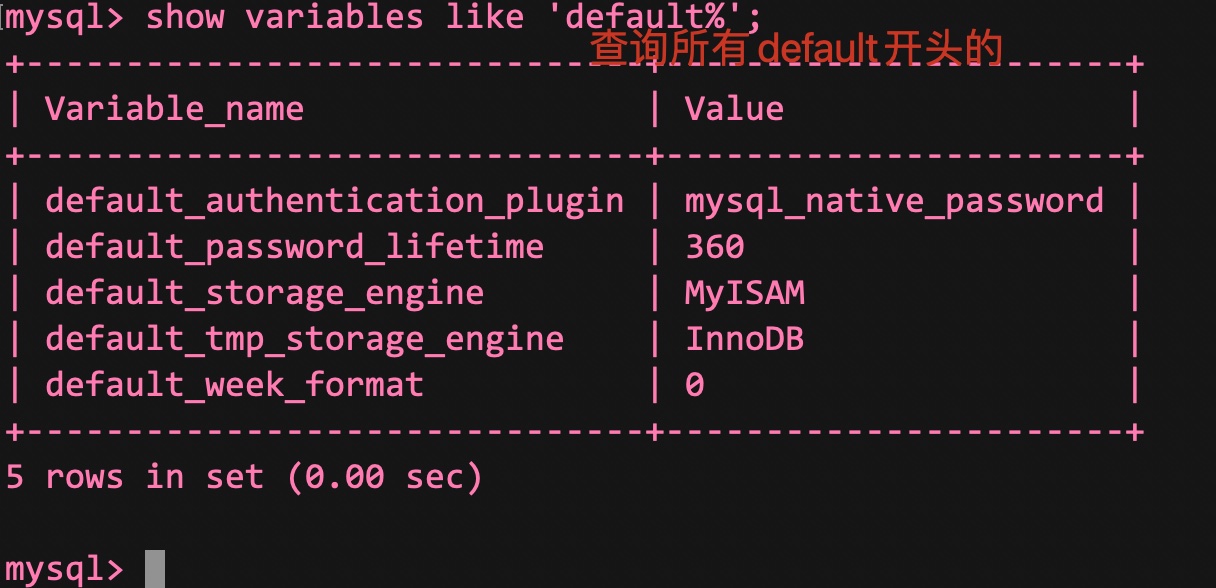 mysql> show variables like 'default%';
查询所有default开头的
+-------------------------------+-----------------------+
| Variable_name                 | Value                 |
+-------------------------------+-----------------------+
| default_authentication_plugin | mysql_native_password |
| default_password_lifetime     | 360                   |
| default_storage_engine        | MyISAM                |
| default_tmp_storage_engine    | InnoDB                |
| default_week_format           | 0                     |
+-------------------------------+-----------------------+
5 rows in set (0.00 sec)
mysql>